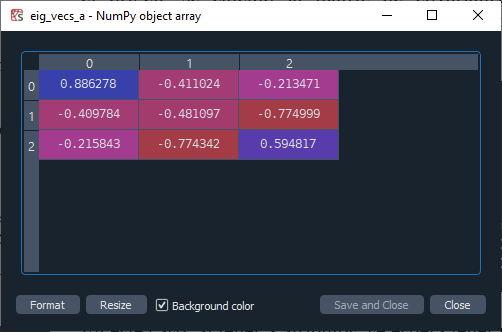 eig_vecs_a - NumPy object array
0 1 2
0 0.886278 -0.411024 -0.213471
1 -0.409784 -0.481097 -0.774999
2 -0.215843 -0.774342 0.594817
Format Resize Background color Save and Close Close